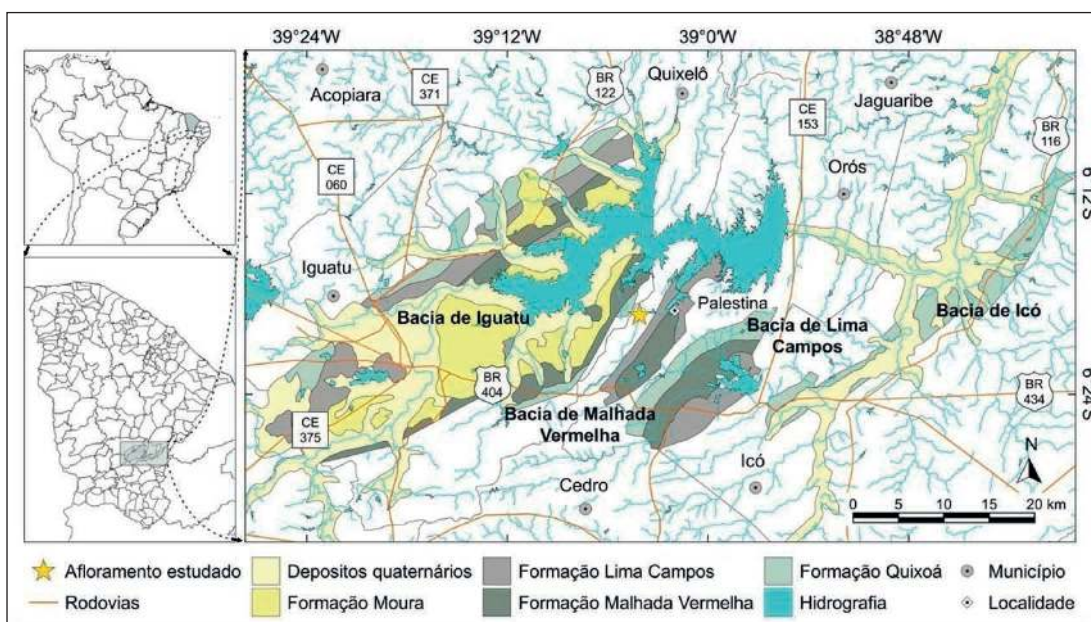 39°24'W 39°12'W 39°0'W 38°48'W
Acopiara
CE
371
BR
122
Quixelô
CE
153
Jaguaribe
BR
116
CE
060
Orós
6°12'S
Iguatu
Palestina
Bacia de Iguatu
Bacia de Lima
Campos
Bacia de Icó
BR
404
6°24'S
BR
434
Bacia de Malhada
Vermelha
CE
375
Icó
Cedro
N
0 5 10 15 20 km
Afloramento estudado
Depositos quaternários
Formação Lima Campos
Formação Quixoá
Município
Rodovias
Formação Moura
Formação Malhada Vermelha
Hidrografia
Localidade